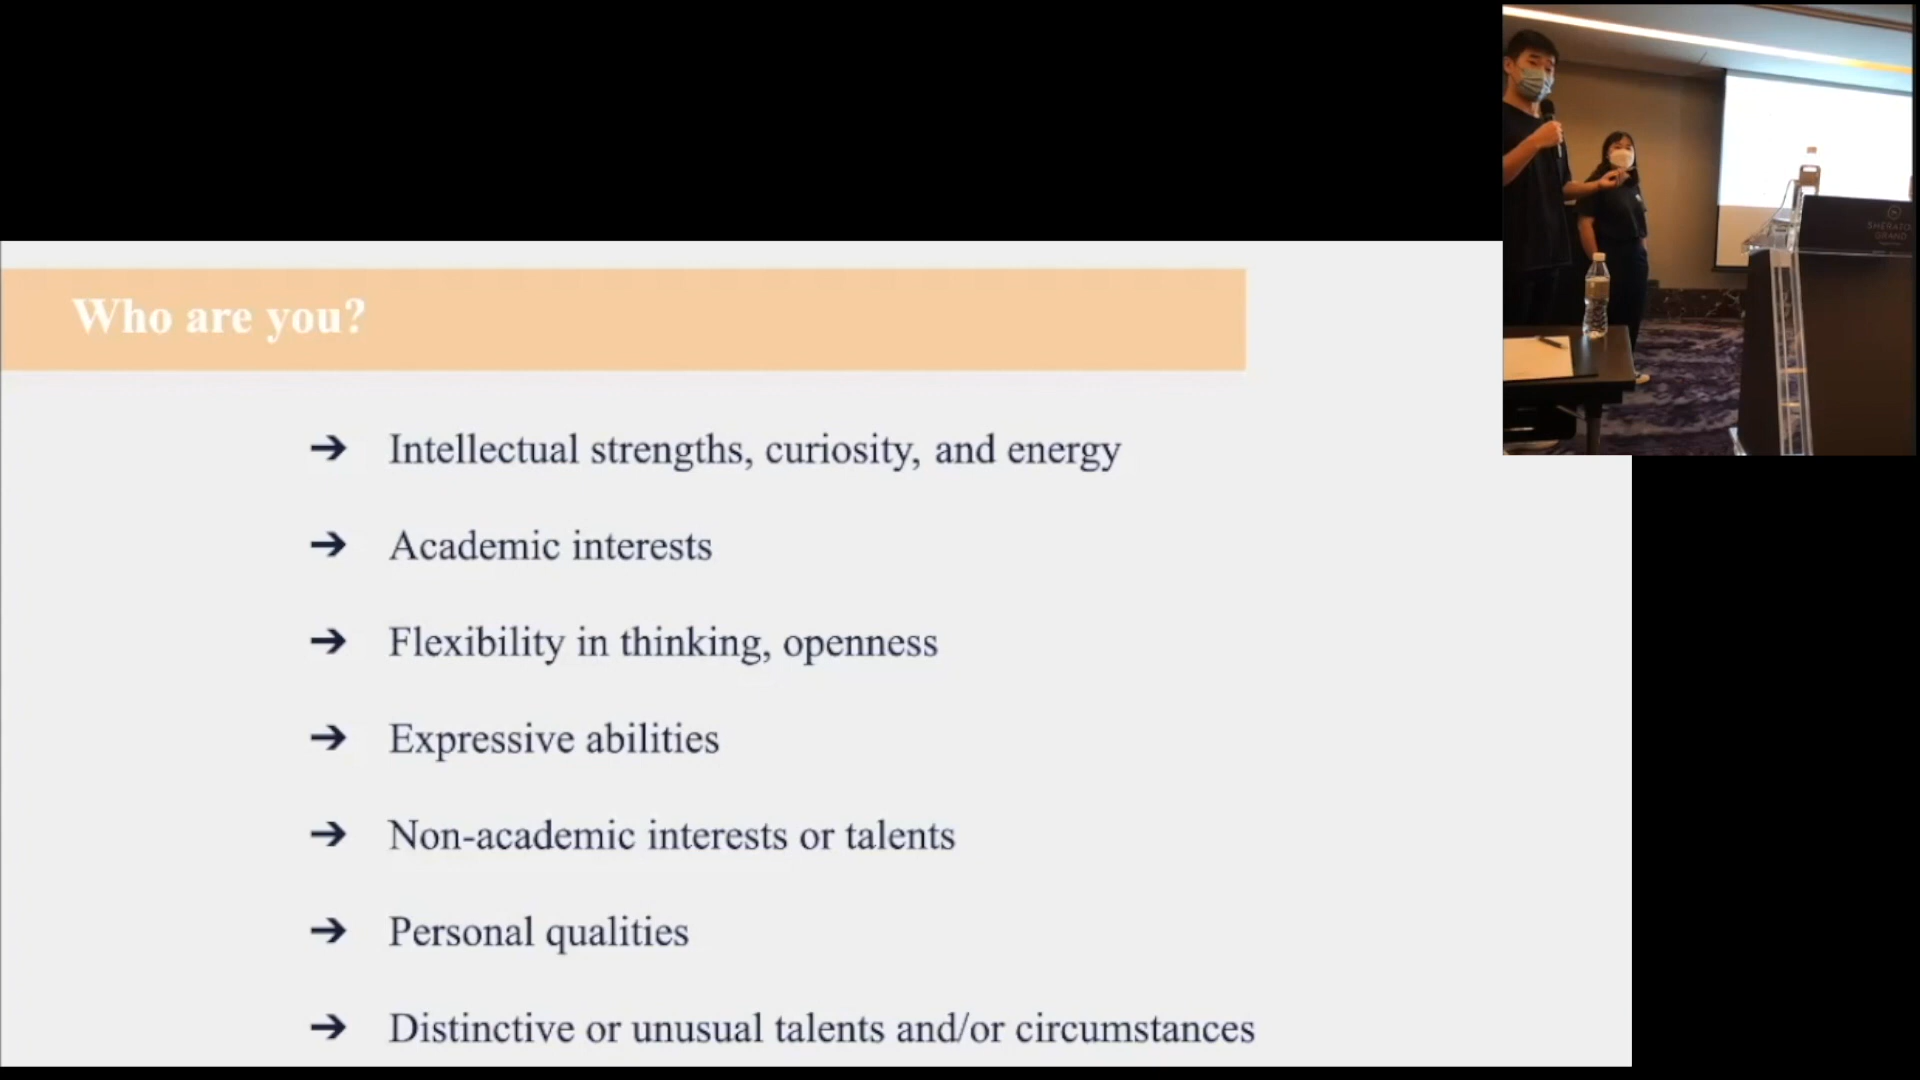 Who are you?
➔ Intellectual strengths, curiosity, and energy
➔ Academic interests
➔ Flexibility in thinking, openness
➔ Expressive abilities
➔ Non-academic interests or talents
➔ Personal qualities
➔ Distinctive or unusual talents and/or circumstances
GRAND